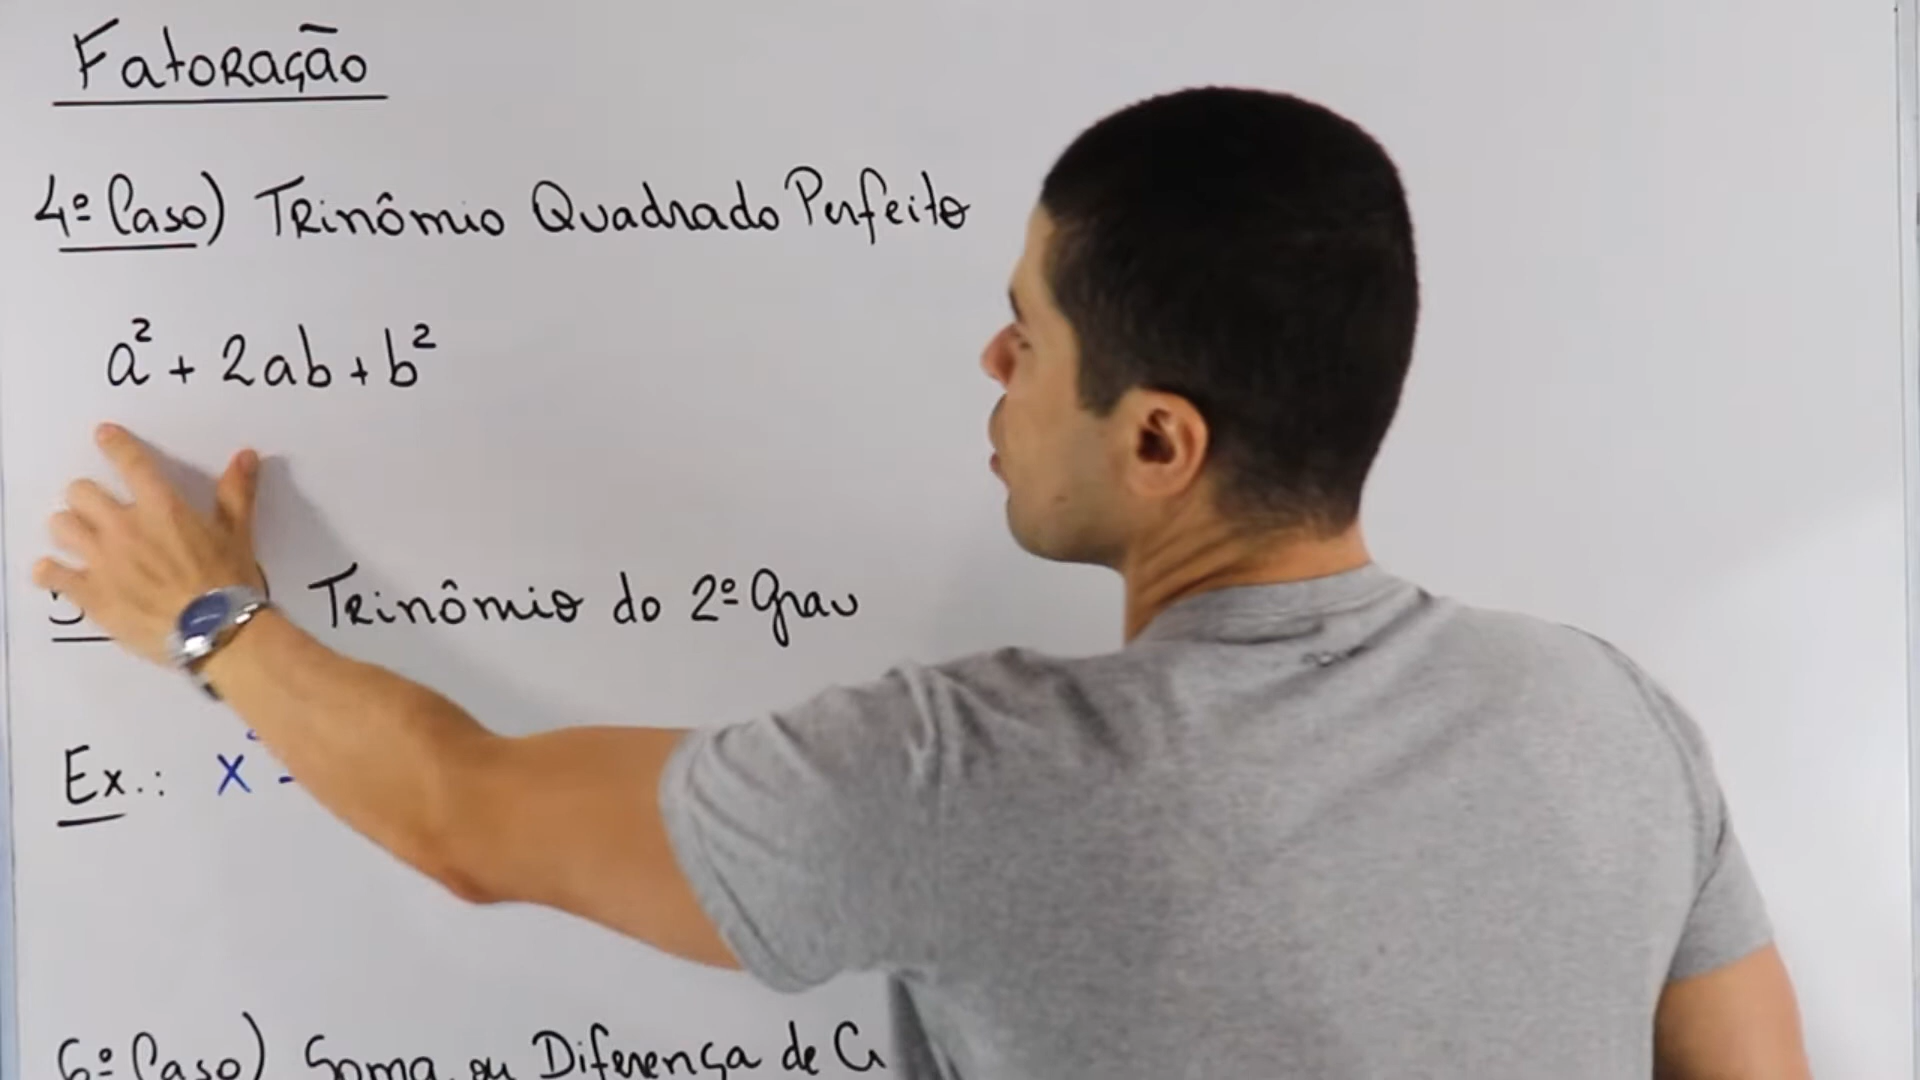 Fatoração
4º Caso) Trinômio Quadrado Perfeito
a² + 2ab + b²
Trinômio do 2º Grau
Ex.: x² -
6º Caso) Soma ou Diferença de